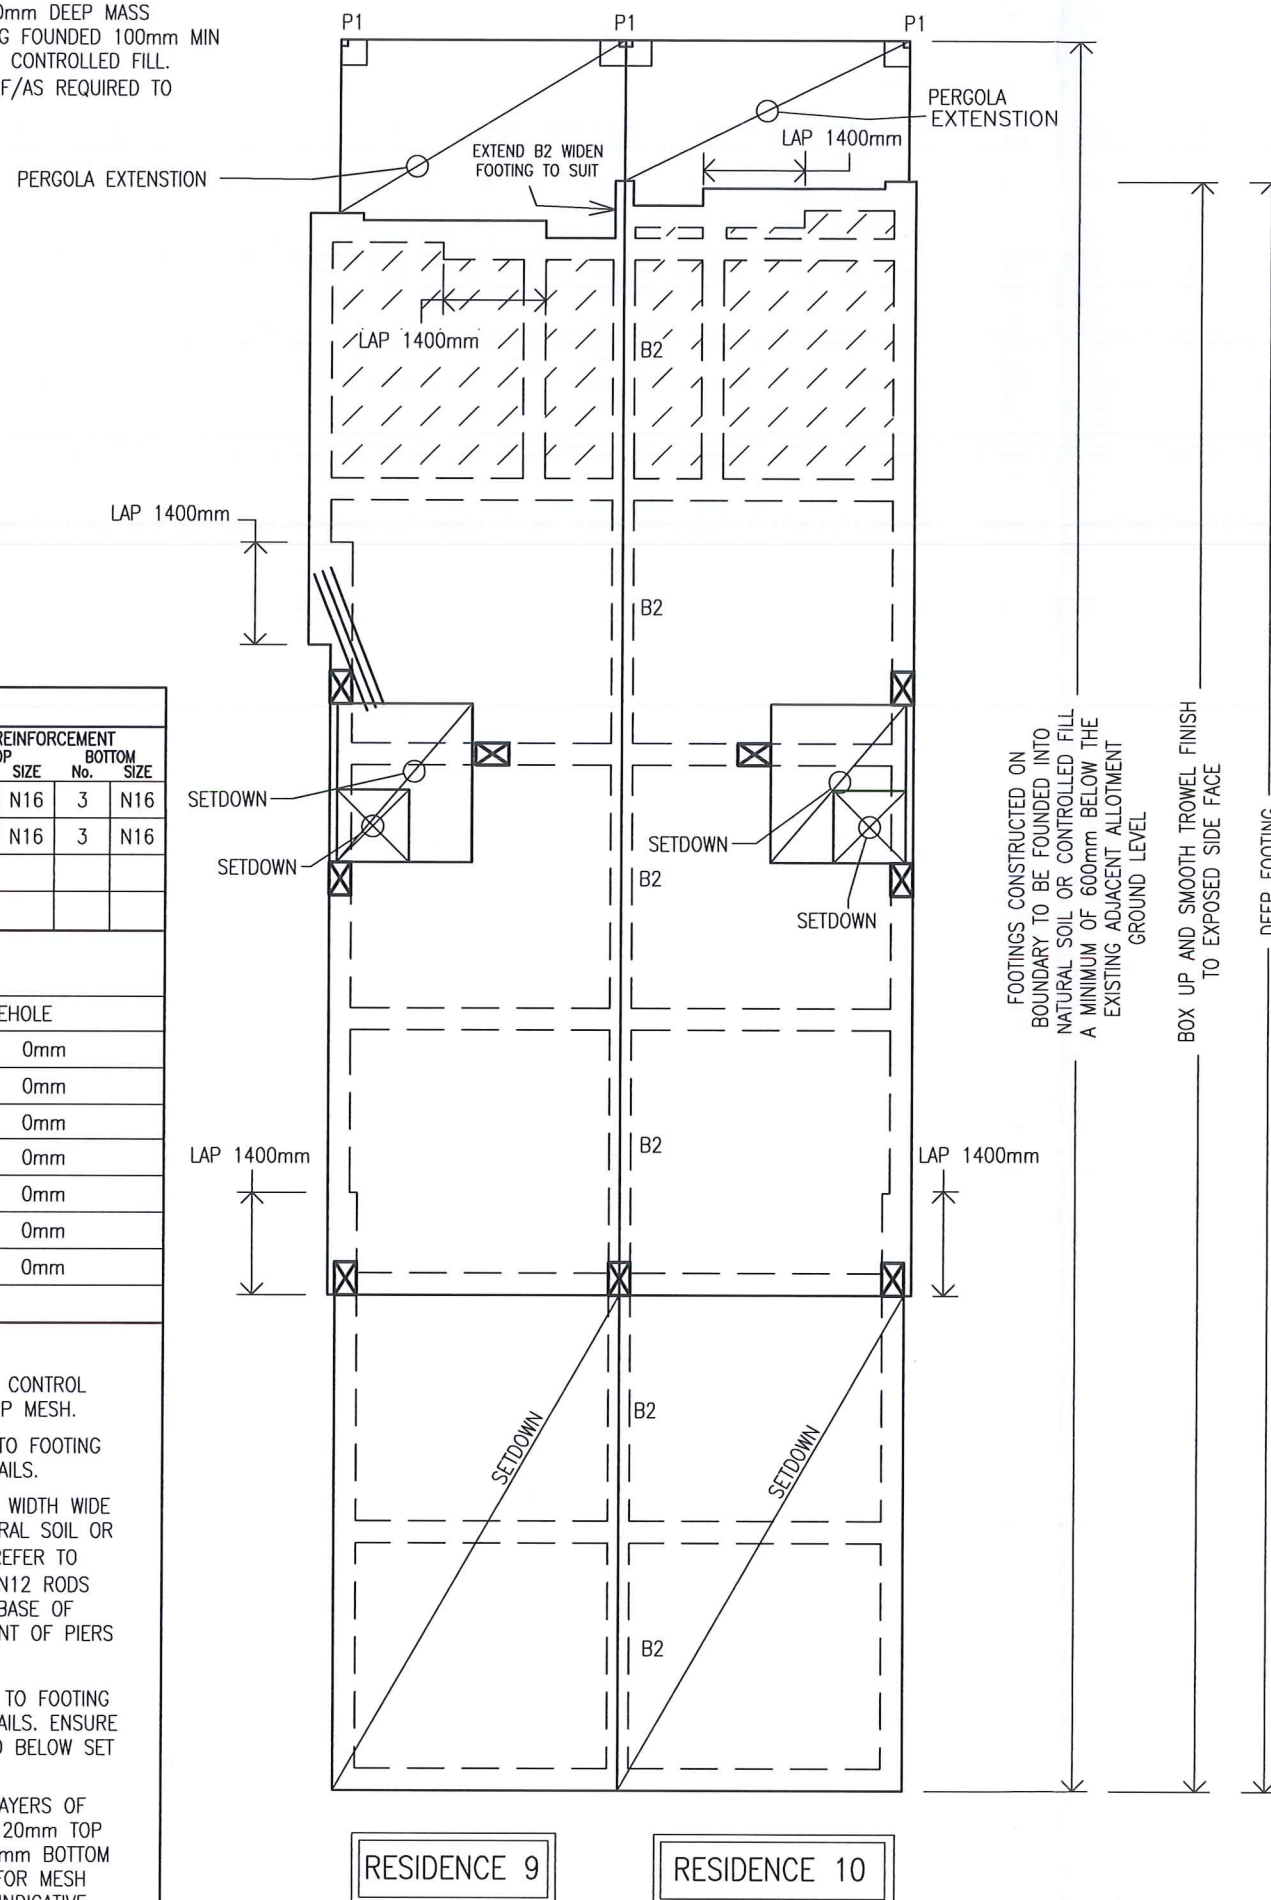 0mm DEEP MASS
G FOUNDED 100mm MIN
CONTROLLED FILL.
F/AS REQUIRED TO
P1
P1
P1
PERGOLA EXTENSTION
EXTEND B2 WIDEN
FOOTING TO SUIT
LAP 1400mm
PERGOLA
EXTENSTION
LAP 1400mm
B2
LAP 1400mm
B2
SETDOWN
SETDOWN
SETDOWN
SETDOWN
B2
B2
LAP 1400mm
LAP 1400mm
B2
SETDOWN
SETDOWN
B2
RESIDENCE 9
RESIDENCE 10
FOOTINGS CONSTRUCTED ON
BOUNDARY TO BE FOUNDED INTO
NATURAL SOIL OR CONTROLLED FILL
A MINIMUM OF 600mm BELOW THE
EXISTING ADJACENT ALLOTMENT
GROUND LEVEL
BOX UP AND SMOOTH TROWEL FINISH
TO EXPOSED SIDE FACE
DEEP FOOTING
REINFORCEMENT
OP BOTTOM
SIZE No. SIZE
N16 3 N16
N16 3 N16
EHOLE
0mm
0mm
0mm
0mm
0mm
0mm
0mm
CONTROL
P MESH.
TO FOOTING
AILS.
WIDTH WIDE
RAL SOIL OR
REFER TO
N12 RODS
BASE OF
NT OF PIERS
TO FOOTING
AILS. ENSURE
D BELOW SET
AYERS OF
20mm TOP
mm BOTTOM
FOR MESH
INDICATIVE